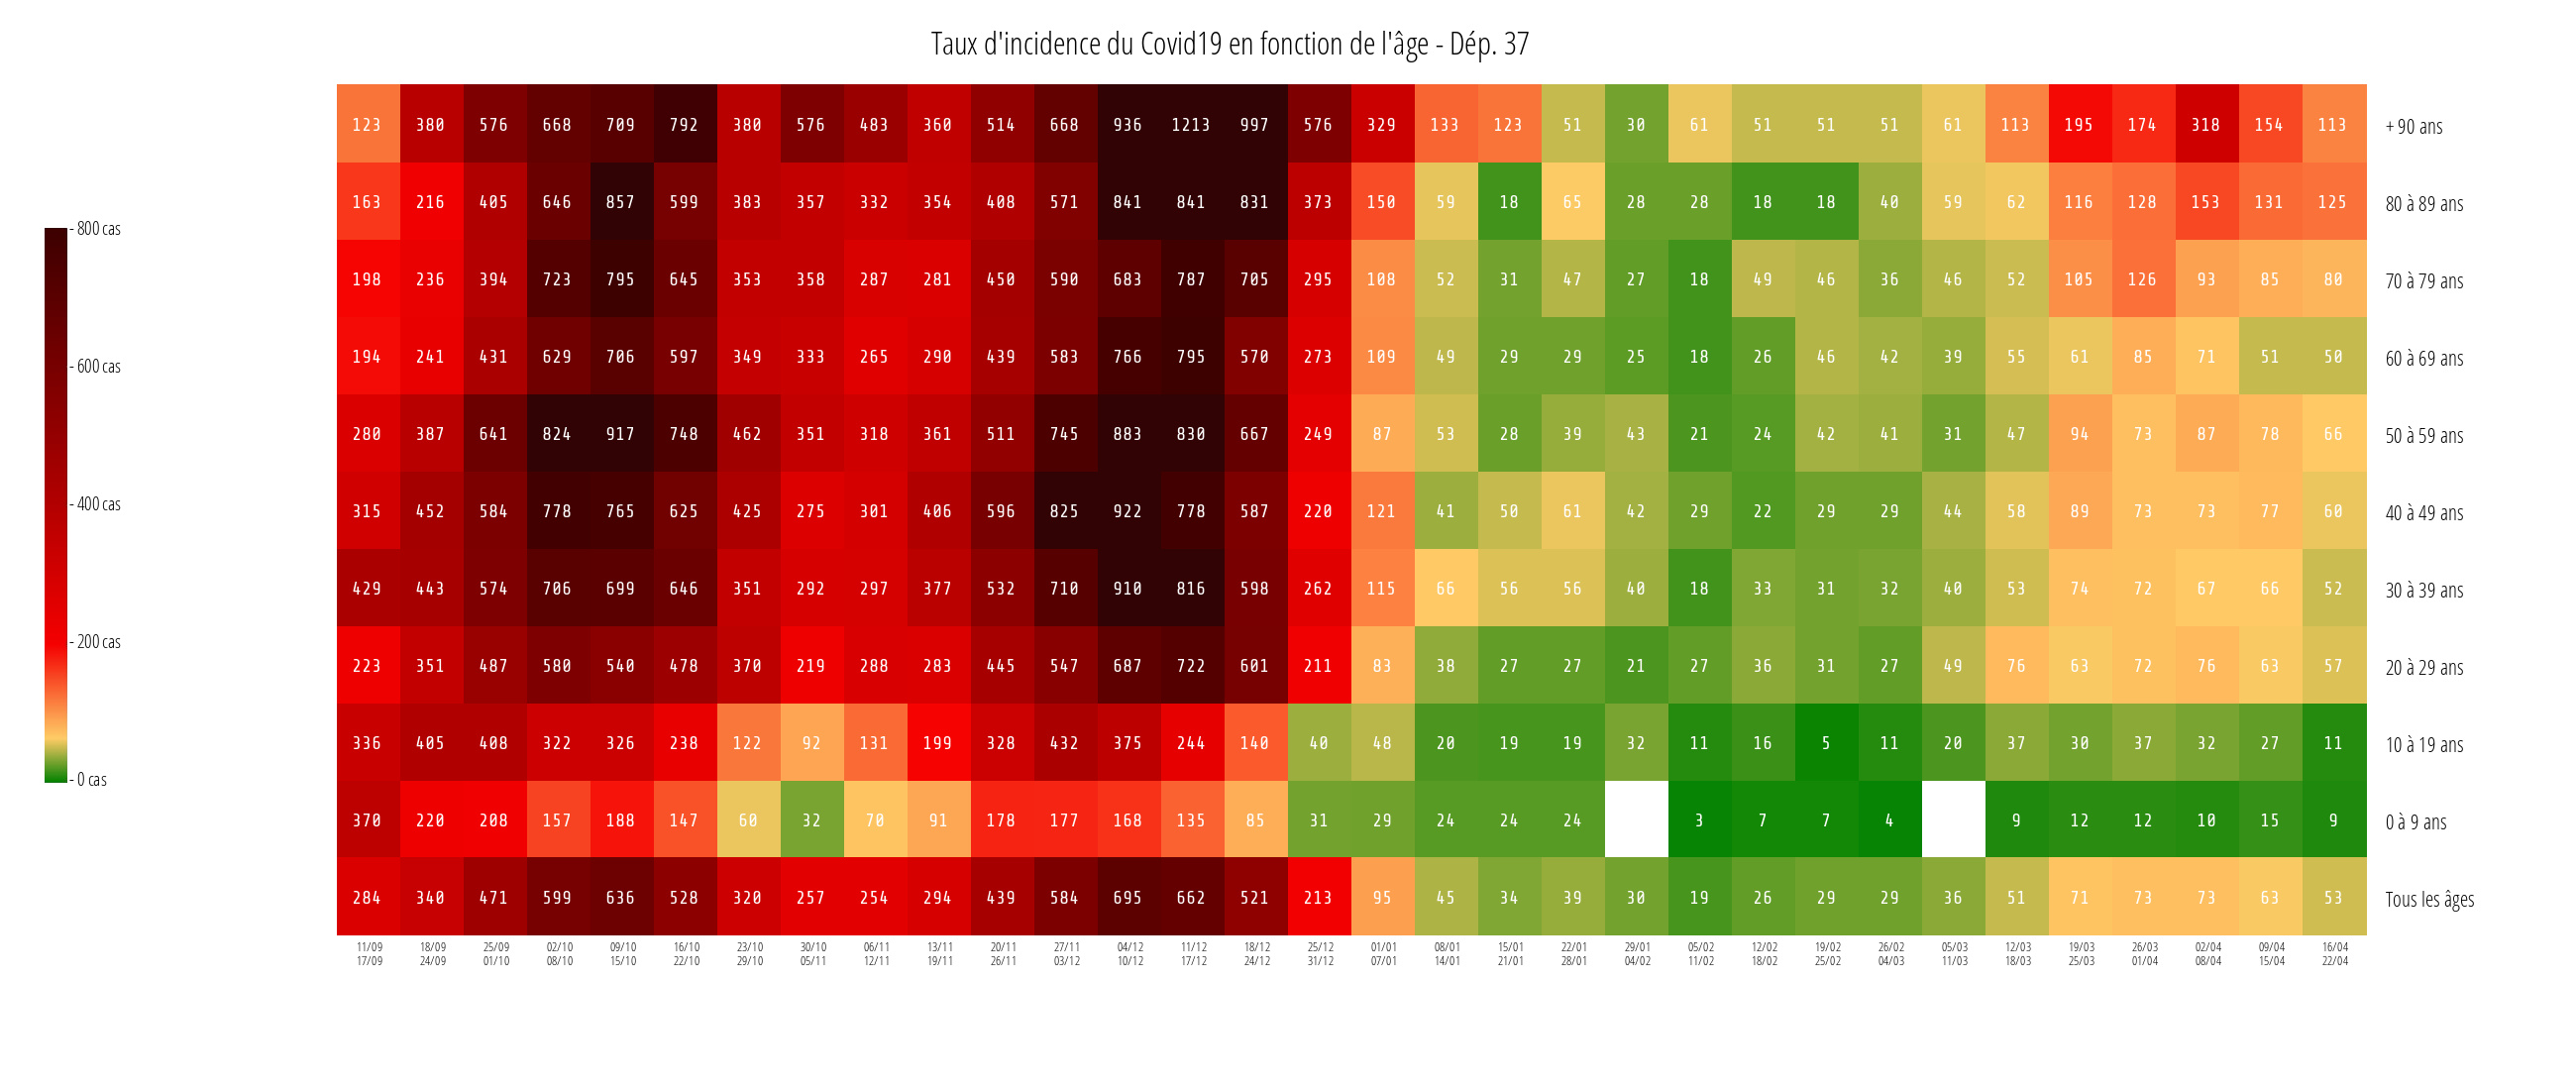 Taux d'incidence du Covid19 en fonction de l'âge - Dép. 37
- 800 cas
- 600 cas
- 400 cas
- 200 cas
- 0 cas
123 380 576 668 709 792 380 576 483 360 514 668 936 1213 997 576 329 133 123 51 30 61 51 51 51 61 113 195 174 318 154 113 + 90 ans
163 216 405 646 857 599 383 357 332 354 408 571 841 841 831 373 150 59 18 65 28 28 18 18 40 59 62 116 128 153 131 125 80 à 89 ans
198 236 394 723 795 645 353 358 287 281 450 590 683 787 705 295 108 52 31 47 27 18 49 46 36 46 52 105 126 93 85 80 70 à 79 ans
194 241 431 629 706 597 349 333 265 290 439 583 766 795 570 273 109 49 29 29 25 18 26 46 42 39 55 61 85 71 51 50 60 à 69 ans
280 387 641 824 917 748 462 351 318 361 511 745 883 830 667 249 87 53 28 39 43 21 24 42 41 31 47 94 73 87 78 66 50 à 59 ans
315 452 584 778 765 625 425 275 301 406 596 825 922 778 587 220 121 41 50 61 42 29 22 29 29 44 58 89 73 73 77 60 40 à 49 ans
429 443 574 706 699 646 351 292 297 377 532 710 910 816 598 262 115 66 56 56 40 18 33 31 32 40 53 74 72 67 66 52 30 à 39 ans
223 351 487 580 540 478 370 219 288 283 445 547 687 722 601 211 83 38 27 27 21 27 36 31 27 49 76 63 72 76 63 57 20 à 29 ans
336 405 408 322 326 238 122 92 131 199 328 432 375 244 140 40 48 20 19 19 32 11 16 5 11 20 37 30 37 32 27 11 10 à 19 ans
370 220 208 157 188 147 60 32 70 91 178 177 168 135 85 31 29 24 24 24 3 7 7 4 9 12 12 10 15 9 0 à 9 ans
284 340 471 599 636 528 320 257 254 294 439 584 695 662 521 213 95 45 34 39 30 19 26 29 29 36 51 71 73 73 63 53 Tous les âges
11/09 18/09 25/09 02/10 09/10 16/10 23/10 30/10 06/11 13/11 20/11 27/11 04/12 11/12 18/12 25/12 01/01 08/01 15/01 22/01 29/01 05/02 12/02 19/02 26/02 05/03 12/03 19/03 26/03 02/04 09/04 16/04
17/09 24/09 01/10 08/10 15/10 22/10 29/10 05/11 12/11 19/11 26/11 03/12 10/12 17/12 24/12 31/12 07/01 14/01 21/01 28/01 04/02 11/02 18/02 25/02 04/03 11/03 18/03 25/03 01/04 08/04 15/04 22/04